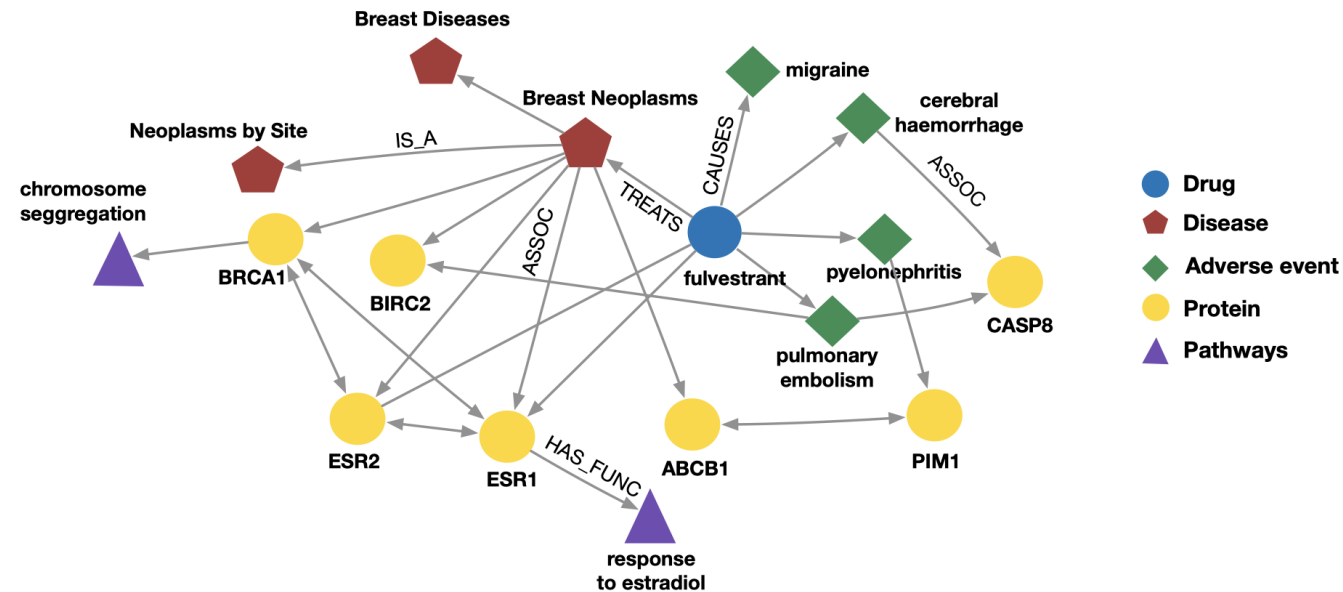 Breast Diseases
migraine
Breast Neoplasms
cerebral
haemorrhage
Neoplasms by Site
IS_A
CAUSES
ASSOC
chromosome
seggregation
TREATS
ASSOC
BRCA1
BIRC2
fulvestrant
pyelonephritis
CASP8
pulmonary
embolism
ESR2
ESR1
HAS_FUNC
ABCB1
PIM1
response
to estradiol
Drug
Disease
Adverse event
Protein
Pathways